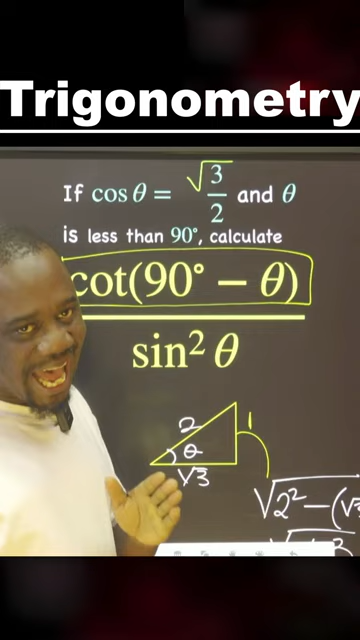 Trigonometry
If cos θ = √3/2 and θ
is less than 90°, calculate
cot(90° − θ)
sin² θ
2
1
θ
√3
√2² − (√3